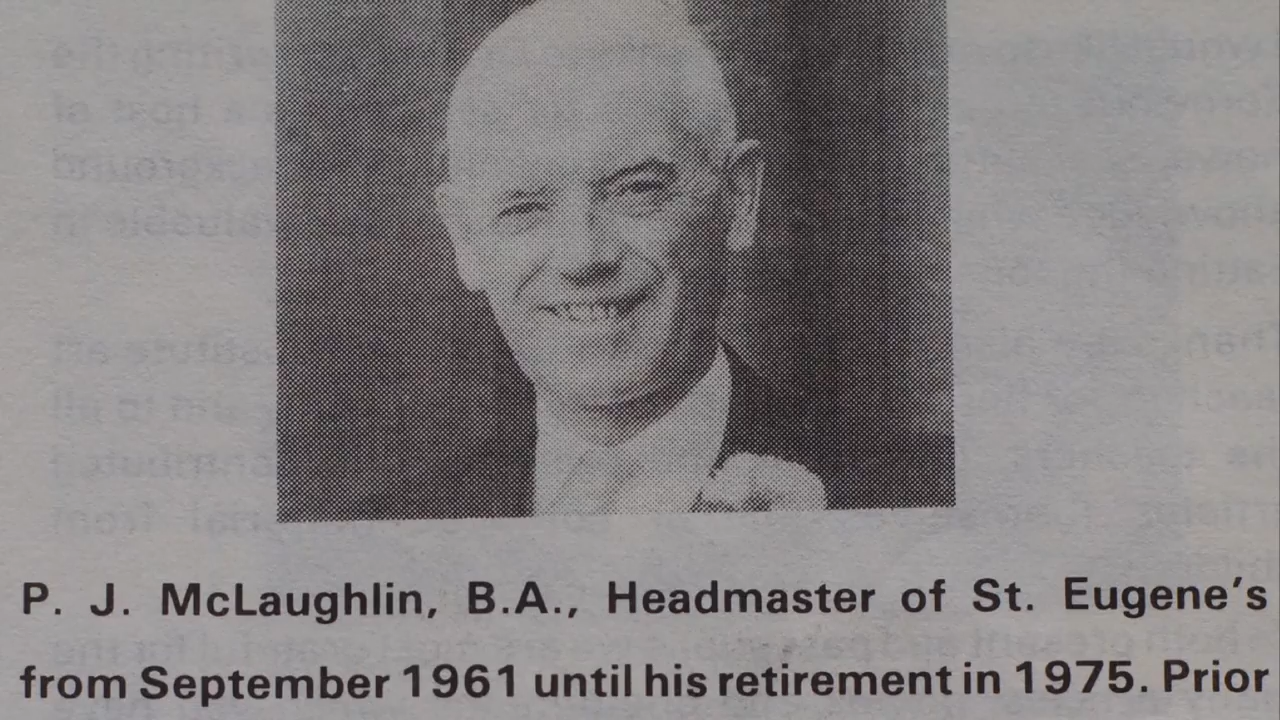 P. J. McLaughlin, B.A., Headmaster of St. Eugene's
from September 1961 until his retirement in 1975. Prior